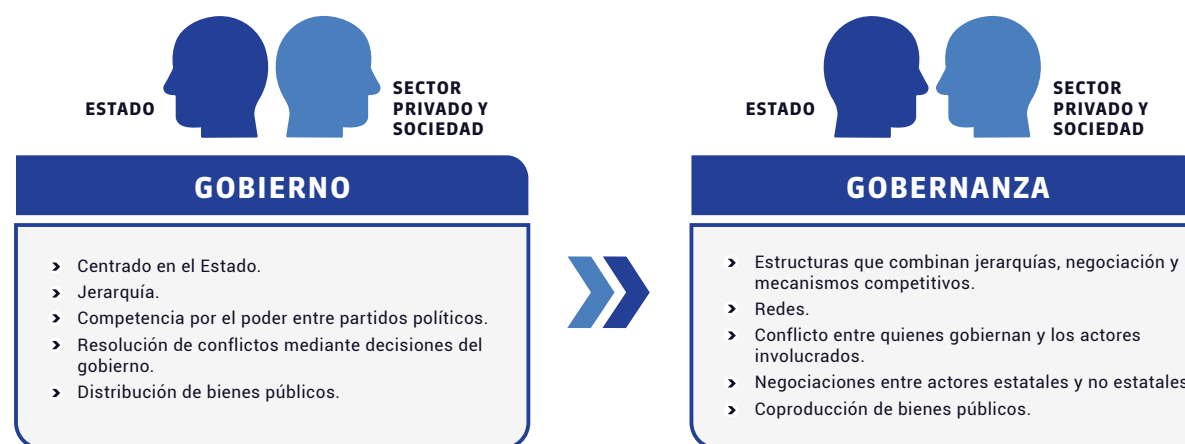 ESTADO
SECTOR
PRIVADO Y
SOCIEDAD
GOBIERNO
Centrado en el Estado.
Jerarquía.
Competencia por el poder entre partidos políticos.
Resolución de conflictos mediante decisiones del
gobierno.
Distribución de bienes públicos.
ESTADO
SECTOR
PRIVADO Y
SOCIEDAD
GOBERNANZA
Estructuras que combinan jerarquías, negociación y
mecanismos competitivos.
Redes.
Conflicto entre quienes gobiernan y los actores
involucrados.
Negociaciones entre actores estatales y no estatales
Coproducción de bienes públicos.